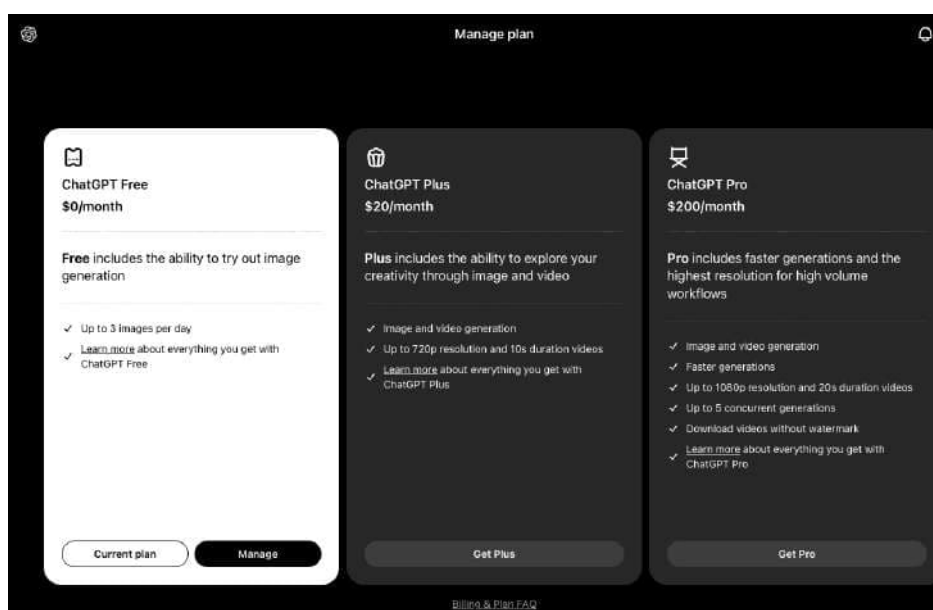 Manage plan
ChatGPT Free
$0/month
Free includes the ability to try out image
generation
Up to 3 images per day
Learn more about everything you get with
ChatGPT Free
Current plan
Manage
ChatGPT Plus
$20/month
Plus includes the ability to explore your
creativity through image and video
Image and video generation
Up to 720p resolution and 10s duration videos
Learn more about everything you get with
ChatGPT Plus
Get Plus
ChatGPT Pro
$200/month
Pro includes faster generations and the
highest resolution for high volume
workflows
Image and video generation
Faster generations
Up to 1080p resolution and 20s duration videos
Up to 5 concurrent generations
Download videos without watermark
Learn more about everything you get with
ChatGPT Pro
Get Pro
Billing & Plan FAQ